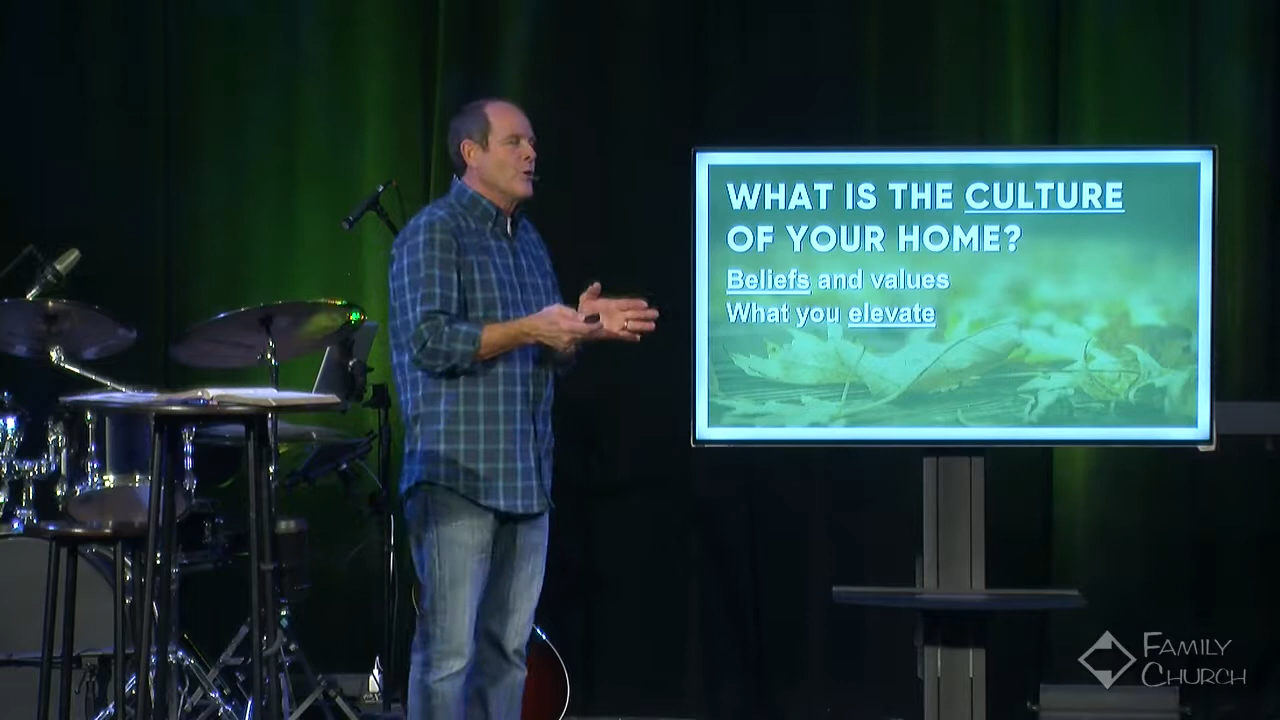 WHAT IS THE CULTURE
OF YOUR HOME?
Beliefs and values
What you elevate
FAMILY
CHURCH